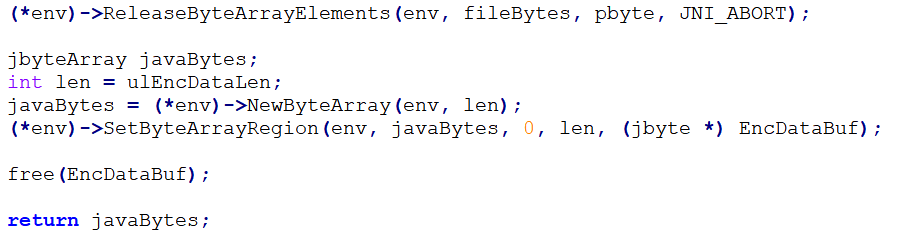 (*env)->ReleaseByteArrayElements(env, fileBytes, pbyte, JNI_ABORT);
jbyteArray javaBytes;
int len = ulEncDataLen;
javaBytes = (*env)->NewByteArray(env, len);
(*env)->SetByteArrayRegion(env, javaBytes, 0, len, (jbyte *) EncDataBuf);
free(EncDataBuf);
return javaBytes;